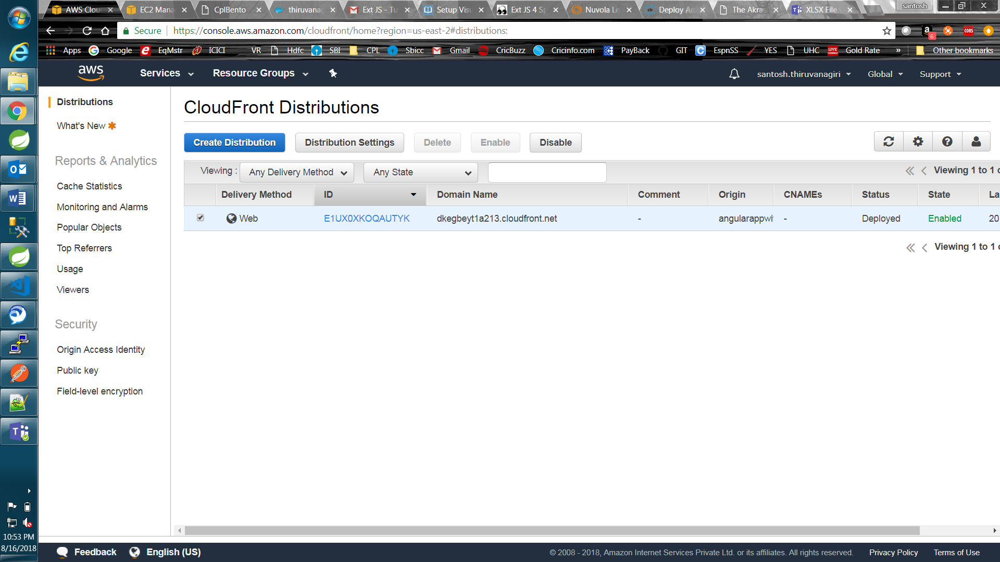 AWS Clou
EC2 Mana
CplBento
thiruvanag
Ext JS - Tu
Setup Visu
Ext JS 4 Sp
Nuvola Le
Deploy An
The Akras
XLSX File
santosh
Secure
https://console.aws.amazon.com/cloudfront/home?region=us-east-2#distributions:
6
CORS
Apps Google EqMstr ICICI VR Hdfc SBI CPL Sbicc Gmail CricBuzz Cricinfo.com PayBack GIT EspnSS YES UHC Gold Rate » Other bookmarks
aws Services Resource Groups santosh.thiruvanagiri Global Support
Distributions
What's New
Reports & Analytics
Cache Statistics
Monitoring and Alarms
Popular Objects
Top Referrers
Usage
Viewers
Security
Origin Access Identity
Public key
Field-level encryption
CloudFront Distributions
Create Distribution Distribution Settings Delete Enable Disable
Viewing : Any Delivery Method Any State Viewing 1 to 1 o
Delivery Method ID Domain Name Comment Origin CNAMEs Status State La
Web E1UX0XKOQAUTYK dkegbeyt1a213.cloudfront.net - angularappwi - Deployed Enabled 20
Viewing 1 to 1 o
10:53 PM
8/16/2018
Feedback English (US) © 2008 - 2018, Amazon Internet Services Private Ltd. or its affiliates. All rights reserved. Privacy Policy Terms of Use